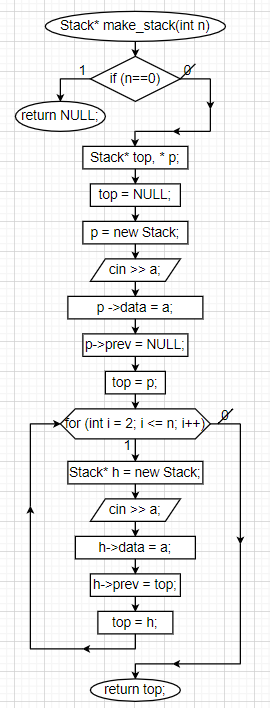 Stack* make_stack(int n)
1
if (n==0)
0
return NULL;
Stack* top, * p;
top = NULL;
p = new Stack;
cin >> a;
p ->data = a;
p->prev = NULL;
top = p;
for (int i = 2; i <= n; i++)
0
1
Stack* h = new Stack;
cin >> a;
h->data = a;
h->prev = top;
top = h;
return top;